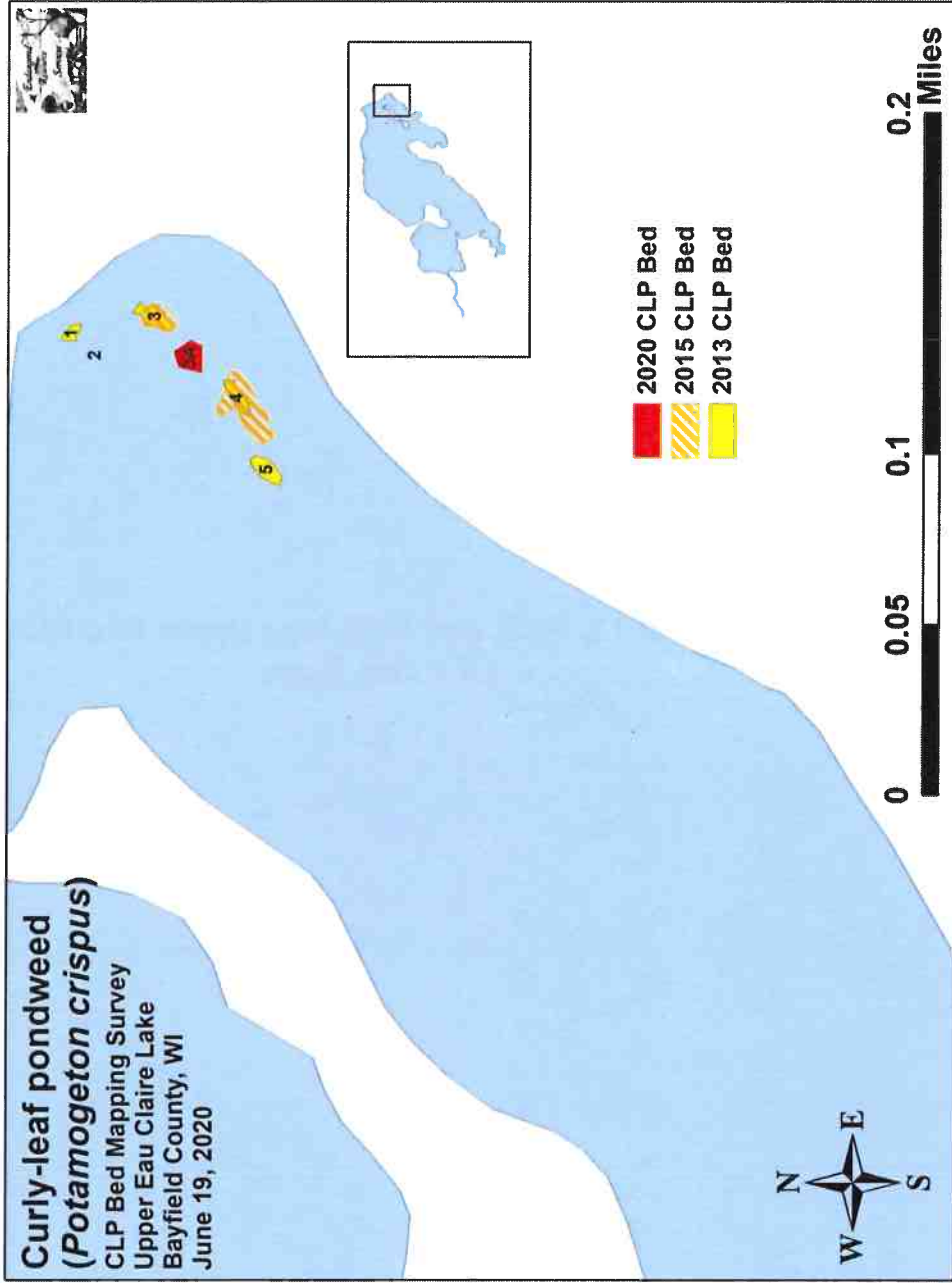 Curly-leaf pondweed
(Potamogeton crispus)
CLP Bed Mapping Survey
Upper Eau Claire Lake
Bayfield County, WI
June 19, 2020
1
2
3
3A
4
5
2020 CLP Bed
2015 CLP Bed
2013 CLP Bed
N
W
E
S
0
0.05
0.1
0.2
Miles